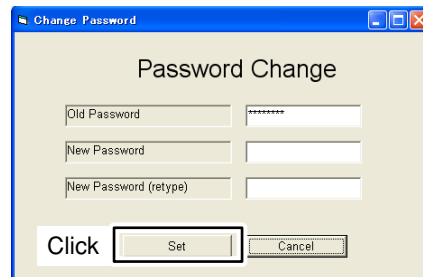 Change Password
Password Change
Old Password ********
New Password
New Password (retype)
Click Set Cancel